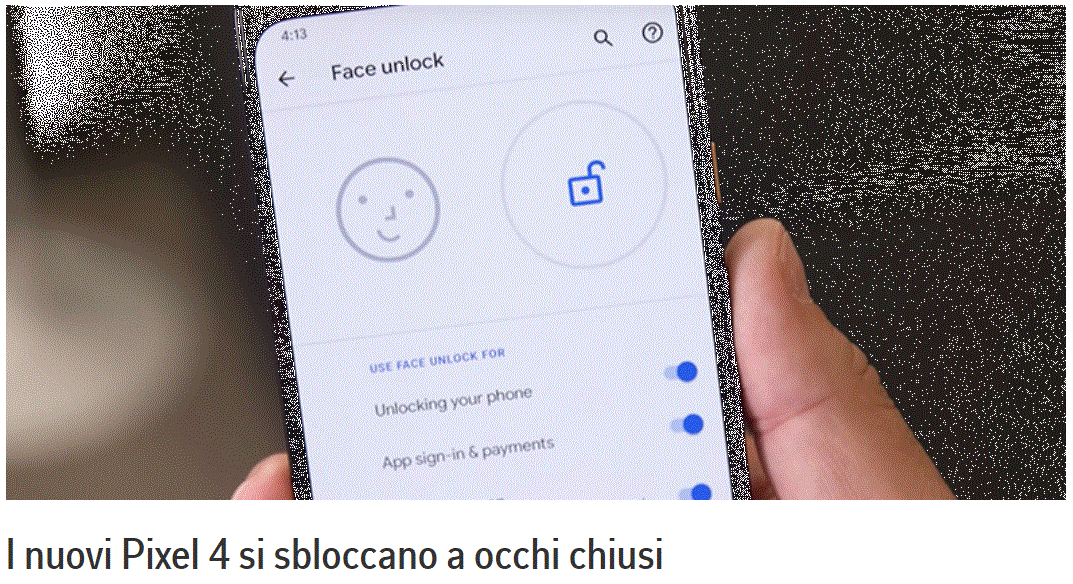 4:13
Face unlock
USE FACE UNLOCK FOR
Unlocking your phone
App sign-in & payments
I nuovi Pixel 4 si sbloccano a occhi chiusi